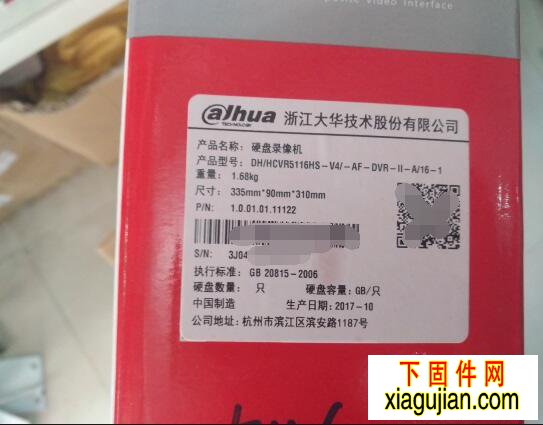 Video Interface
alhua
TECHNOLOGY
浙江大华技术股份有限公司
产品名称: 硬盘录像机
产品型号: DH/HCVR5116HS-V4/-AF-DVR-II-A/16-1
重量: 1.68kg
尺寸: 335mm*90mm*310mm
P/N: 1.0.01.01.11122
S/N: 3J04
执行标准: GB 20815-2006
硬盘数量: 只 硬盘容量: GB/只
中国制造 生产日期: 2017-10
公司地址: 杭州市滨江区滨安路1187号
下固件网
xiagujian.com